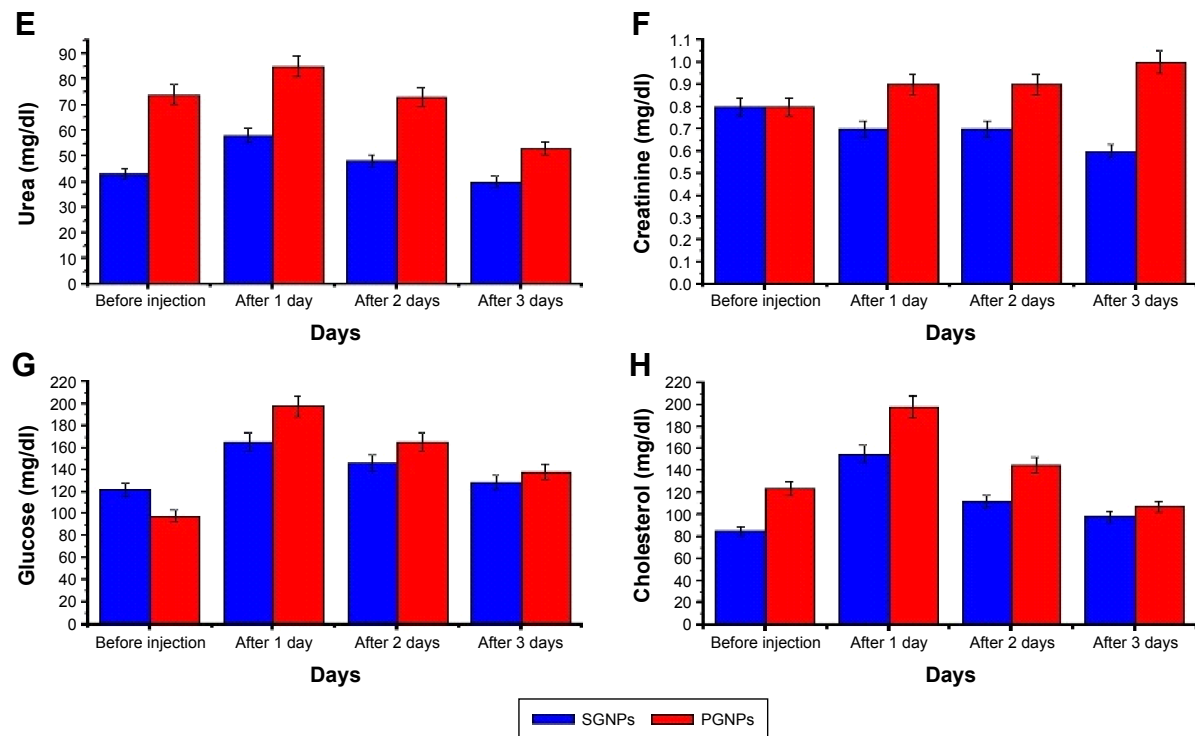 E
Urea (mg/dl)
90
80
70
60
50
40
30
20
10
0
Before injection After 1 day After 2 days After 3 days
Days
F
Creatinine (mg/dl)
1.1
1.0
0.9
0.8
0.7
0.6
0.5
0.4
0.3
0.2
0.1
0.0
Before injection After 1 day After 2 days After 3 days
Days
G
Glucose (mg/dl)
220
200
180
160
140
120
100
80
60
40
20
0
Before injection After 1 day After 2 days After 3 days
Days
H
Cholesterol (mg/dl)
220
200
180
160
140
120
100
80
60
40
20
0
Before injection After 1 day After 2 days After 3 days
Days
SGNPs PGNPs